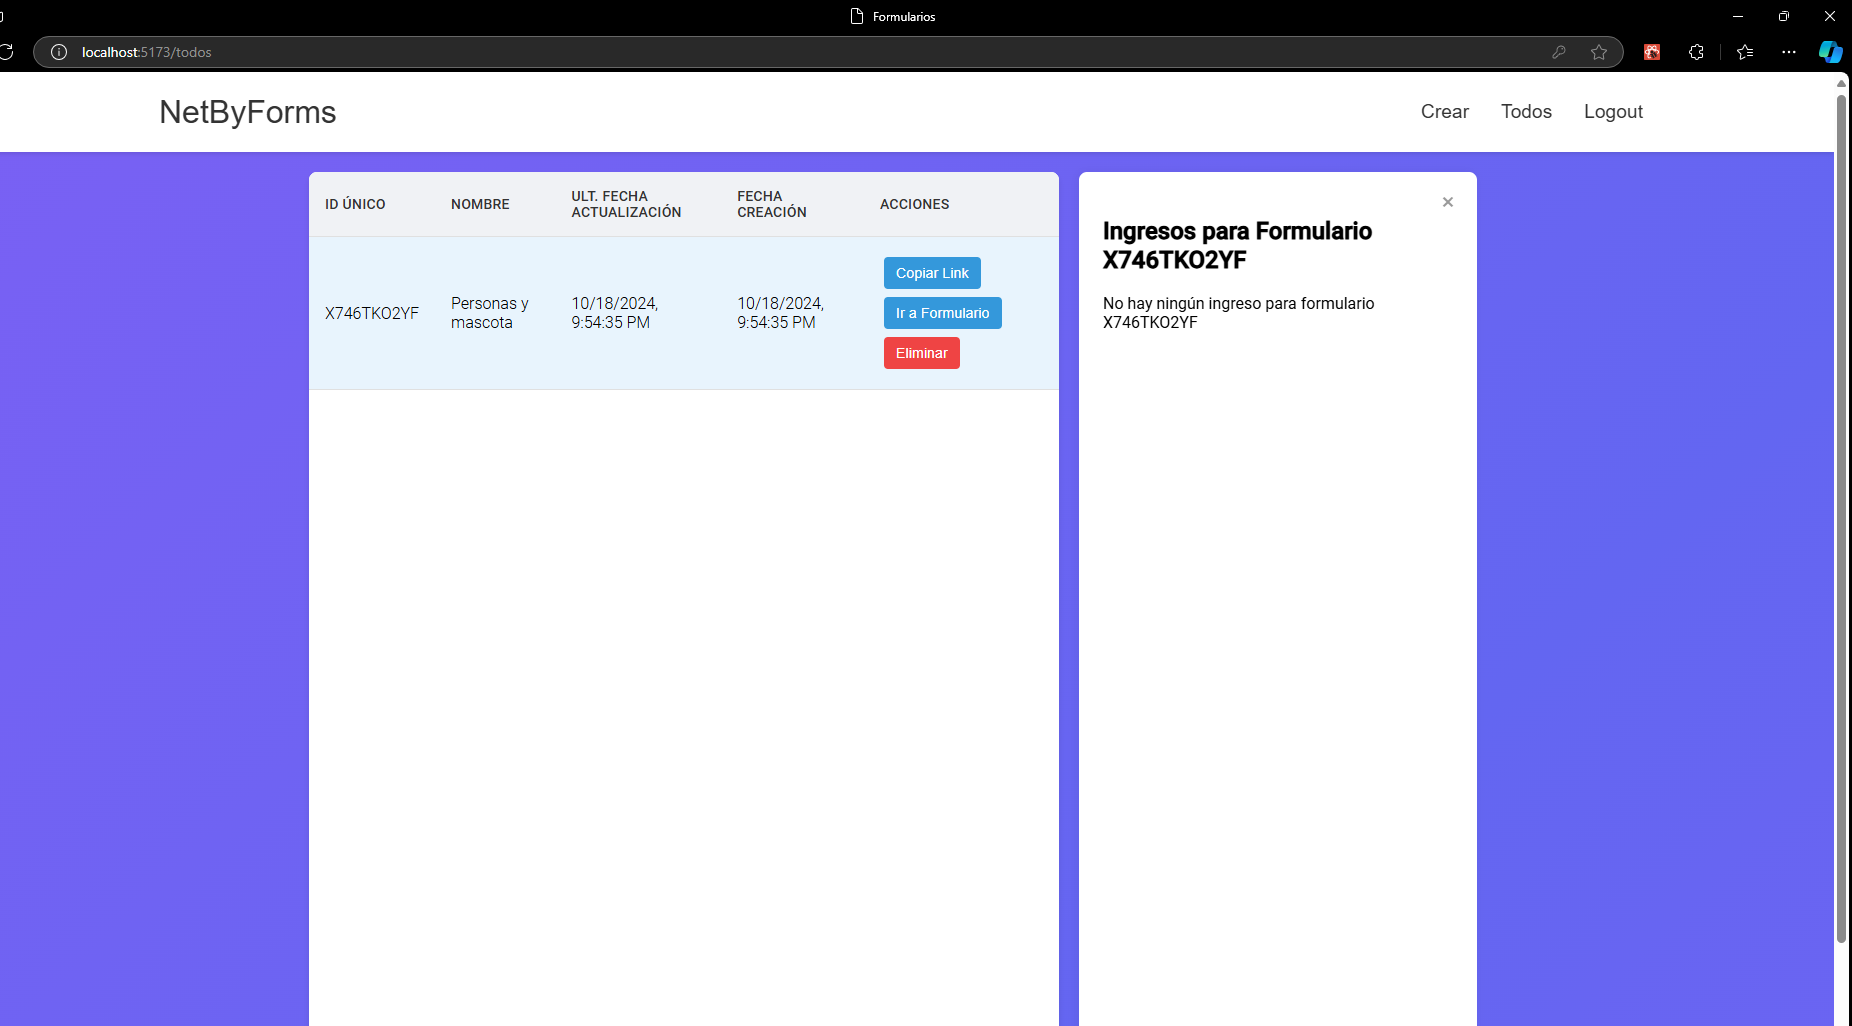 Formularios
localhost:5173/todos
NetByForms
Crear
Todos
Logout
ID ÚNICO
NOMBRE
ULT. FECHA
ACTUALIZACIÓN
FECHA
CREACIÓN
ACCIONES
X746TKO2YF
Personas y
mascota
10/18/2024,
9:54:35 PM
10/18/2024,
9:54:35 PM
Copiar Link
Ir a Formulario
Eliminar
Ingresos para Formulario
X746TKO2YF
No hay ningún ingreso para formulario
X746TKO2YF